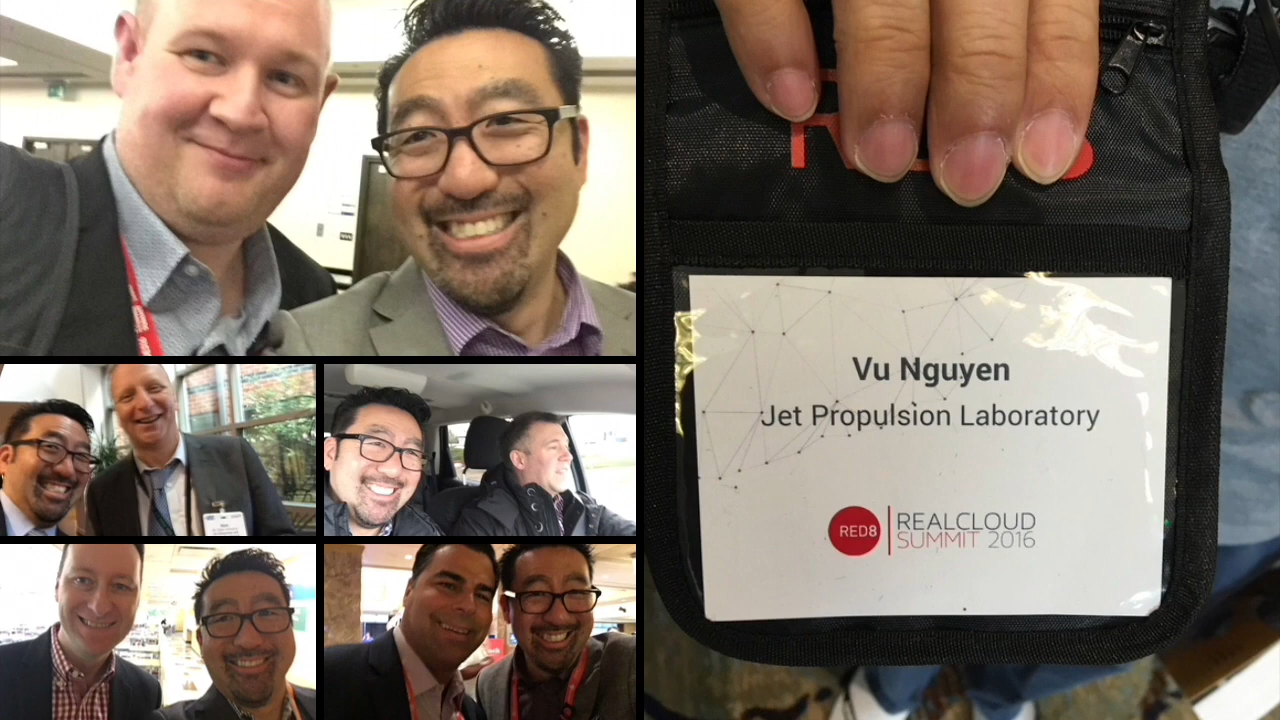 Vu Nguyen
Jet Propulsion Laboratory
RED8
REALCLOUD
SUMMIT 2016